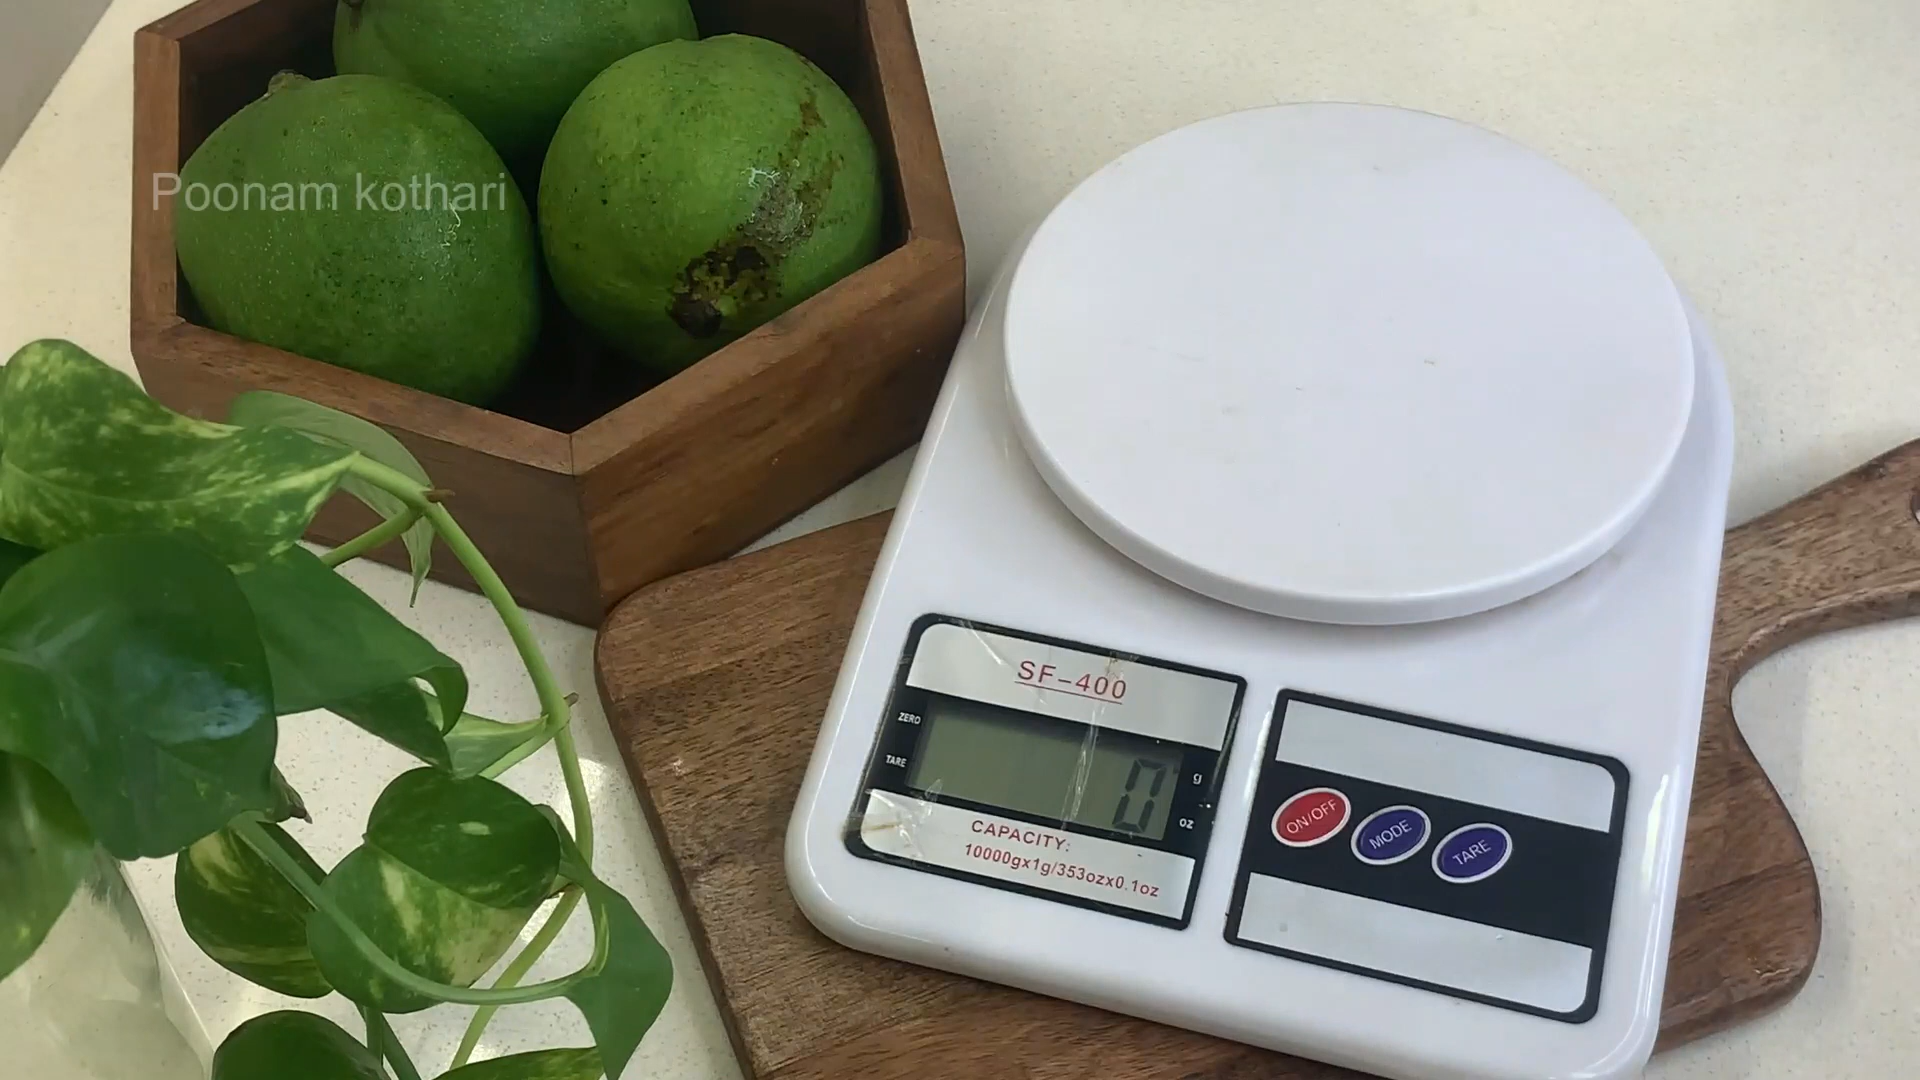 Poonam kothari
SF-400
ZERO
TARE
0
g
oz
CAPACITY:
10000gx1g/353ozx0.1oz
ON/OFF
MODE
TARE